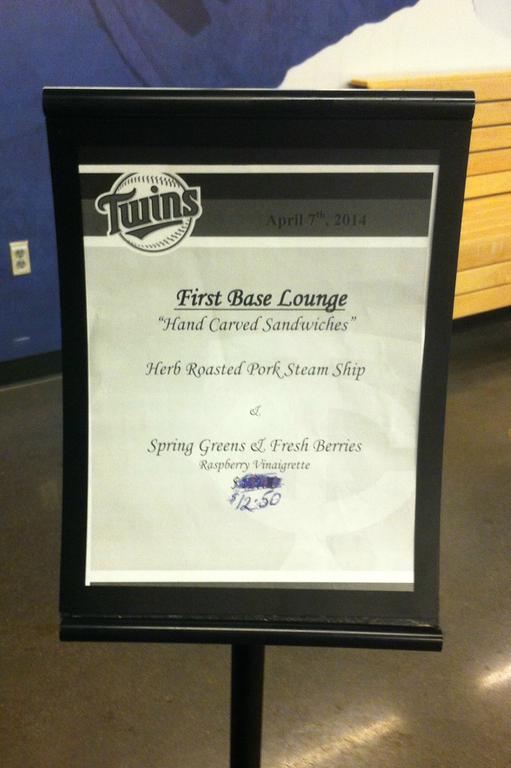 Twins
April 7th, 2014
First Base Lounge
"Hand Carved Sandwiches"
Herb Roasted Pork Steam Ship
&
Spring Greens & Fresh Berries
Raspberry Vinaigrette
$12.50